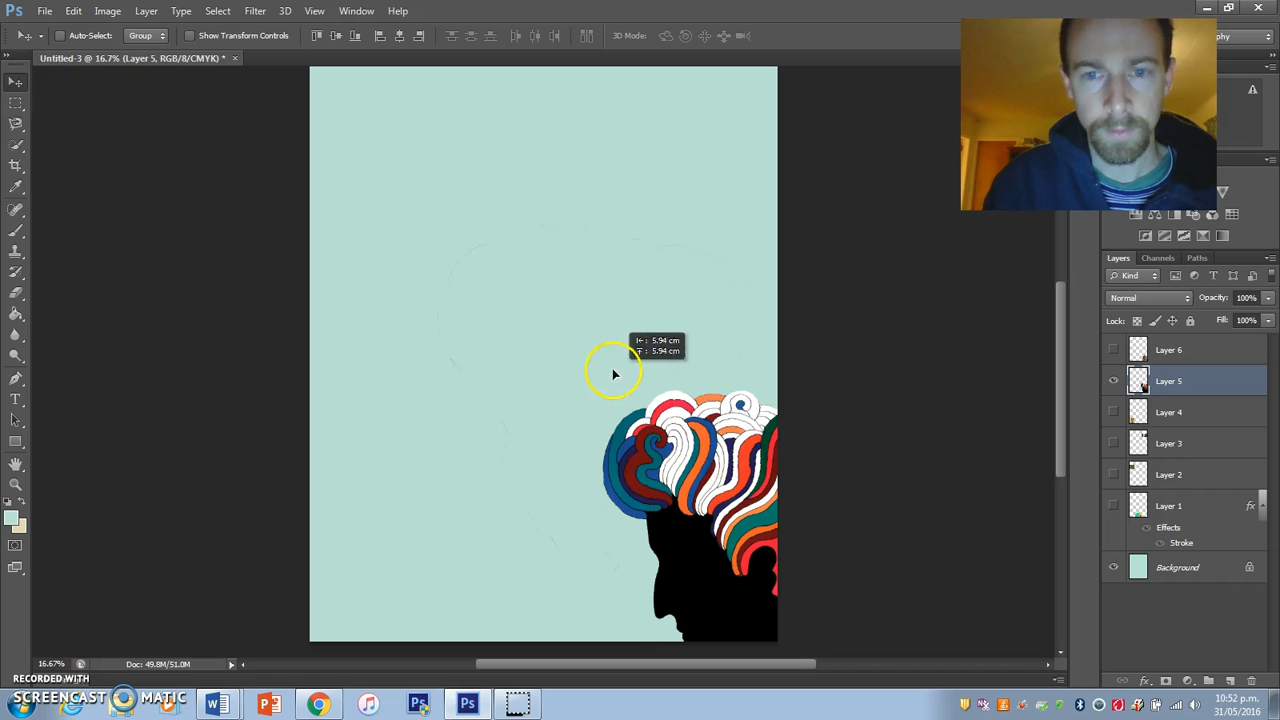 Ps File Edit Image Layer Type Select Filter 3D View Window Help
Auto-Select: Group Show Transform Controls 3D Mode: phy
Untitled-3 @ 16.7% (Layer 5, RGB/8/CMYK) * ×
5.94 cm
5.94 cm
Layers Channels Paths
Kind
Normal Opacity: 100%
Lock: Fill: 100%
Layer 6
Layer 5
Layer 4
Layer 3
Layer 2
Layer 1 fx
Effects
Stroke
Background
16.67% Doc: 49.8M/51.0M
RECORDED WITH
SCREENCAST MATIC
10:52 p.m.
31/05/2016